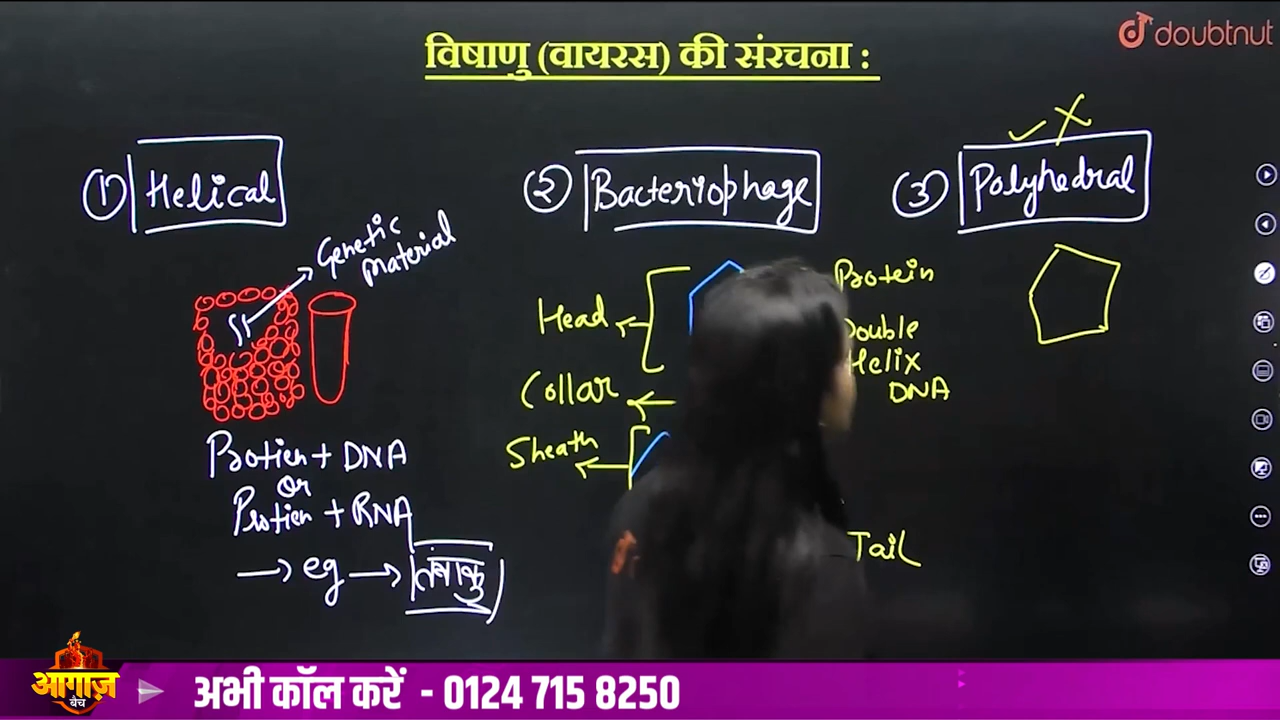 doubtnut
विषाणु (वायरस) की संरचना :
① Helical
Genetic
material
Protien + DNA
or
Protien + RNA
→ eg → तंबाकु
② Bacteriophage
Head
Collar
Sheath
Protein
Double
Helix
DNA
Tail
③ Polyhedral
आगाज़
बैच
अभी कॉल करें - 0124 715 8250